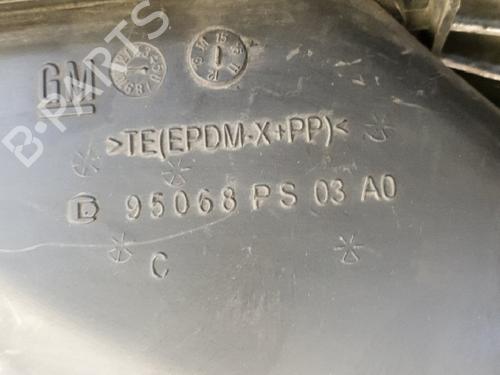 GM
>TE(EPDM-X+PP)<
95068 PS 03 A0
C
B-PARTS